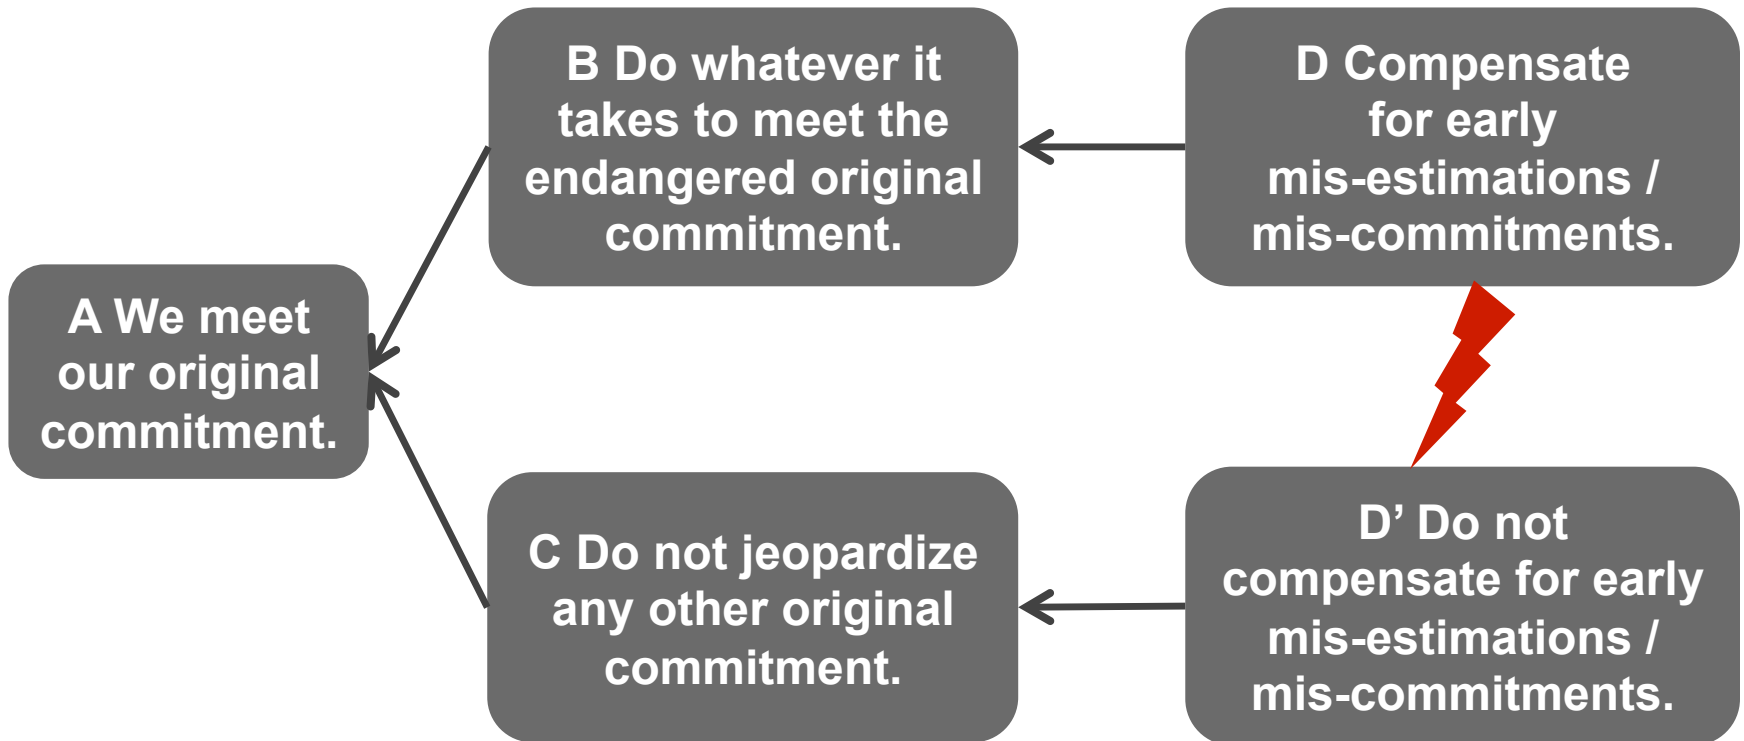 B Do whatever it
takes to meet the
endangered original
commitment.
D Compensate
for early
mis-estimations /
mis-commitments.
A We meet
our original
commitment.
C Do not jeopardize
any other original
commitment.
D’ Do not
compensate for early
mis-estimations /
mis-commitments.